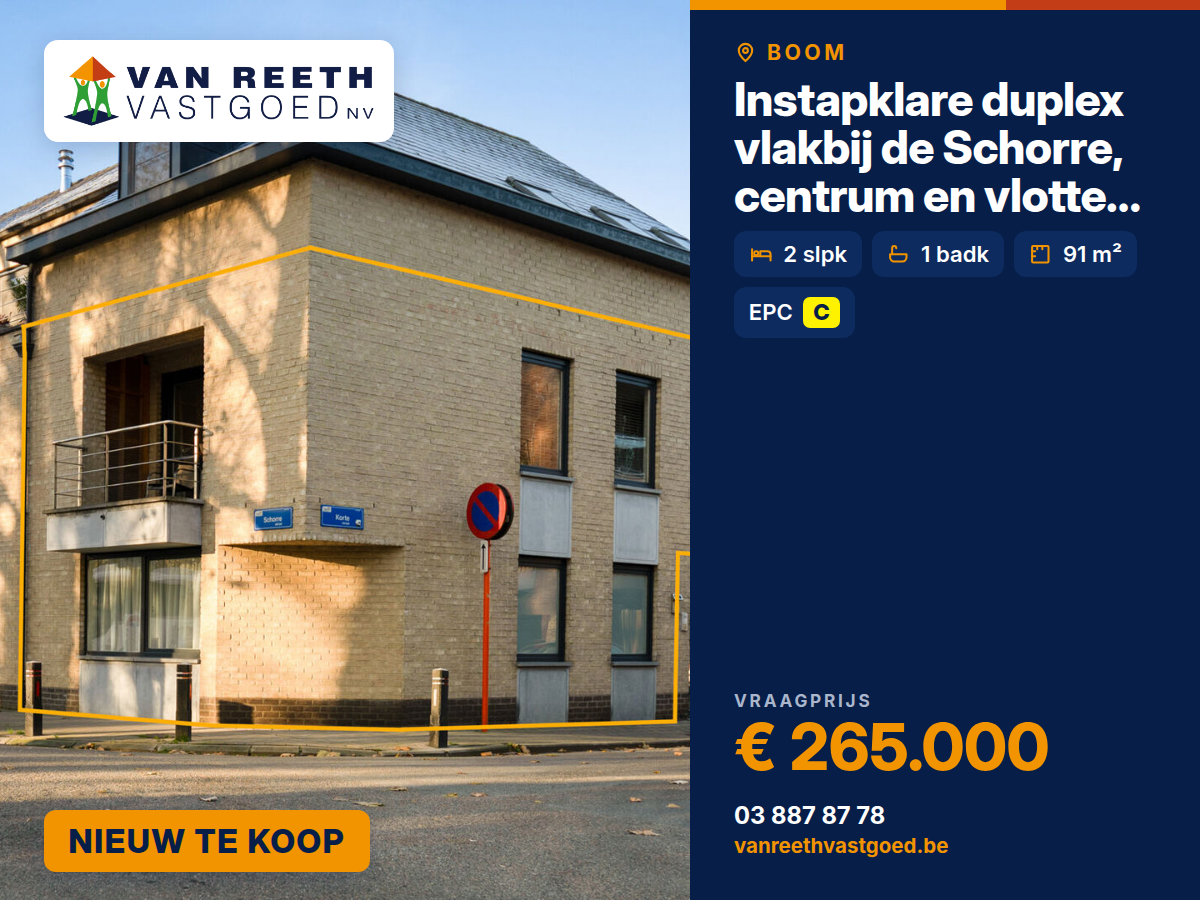 VAN REETH
VASTGOED NV
BOOM
Instapklare duplex
vlakbij de Schorre,
centrum en vlotte...
2 slpk
1 badk
91 m²
EPC C
Schorre
Korte
VRAAGPRIJS
€ 265.000
03 887 87 78
vanreethvastgoed.be
NIEUW TE KOOP